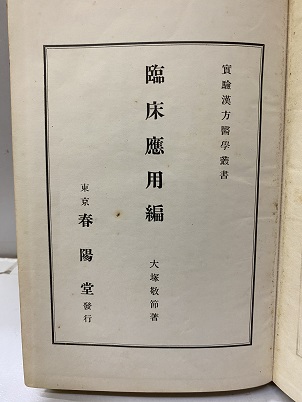 實驗漢方醫學叢書
臨床應用編
大塚敬節著
東京 春陽堂 發行